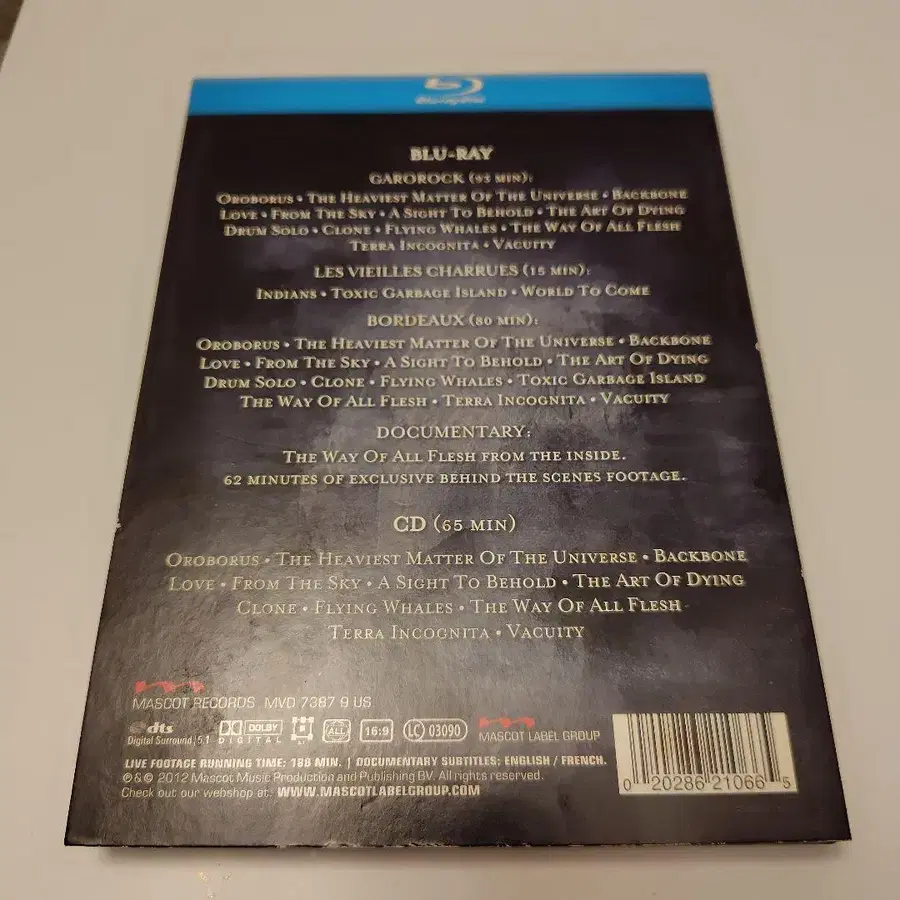 Blu-ray Disc
BLU-RAY
GAROROCK (93 MIN):
OROBORUS • THE HEAVIEST MATTER OF THE UNIVERSE • BACKBONE
LOVE • FROM THE SKY • A SIGHT TO BEHOLD • THE ART OF DYING
DRUM SOLO • CLONE • FLYING WHALES • THE WAY OF ALL FLESH
TERRA INCOGNITA • VACUITY
LES VIEILLES CHARRUES (15 MIN):
INDIANS • TOXIC GARBAGE ISLAND • WORLD TO COME
BORDEAUX (80 MIN):
OROBORUS • THE HEAVIEST MATTER OF THE UNIVERSE • BACKBONE
LOVE • FROM THE SKY • A SIGHT TO BEHOLD • THE ART OF DYING
DRUM SOLO • CLONE • FLYING WHALES • TOXIC GARBAGE ISLAND
THE WAY OF ALL FLESH • TERRA INCOGNITA • VACUITY
DOCUMENTARY:
THE WAY OF ALL FLESH FROM THE INSIDE.
62 MINUTES OF EXCLUSIVE BEHIND THE SCENES FOOTAGE.
CD (65 MIN)
OROBORUS • THE HEAVIEST MATTER OF THE UNIVERSE • BACKBONE
LOVE • FROM THE SKY • A SIGHT TO BEHOLD • THE ART OF DYING
CLONE • FLYING WHALES • THE WAY OF ALL FLESH
TERRA INCOGNITA • VACUITY
MASCOT RECORDS MVD 7387 9 US
dts Digital Surround 5.1 DOLBY DIGITAL ALL 16:9 LC 03090 MASCOT LABEL GROUP
LIVE FOOTAGE RUNNING TIME: 188 MIN. | DOCUMENTARY SUBTITLES: ENGLISH / FRENCH.
℗ & © 2012 Mascot Music Production and Publishing BV. All rights reserved.
Check out our webshop at: WWW.MASCOTLABELGROUP.COM
0 20286 21066 5